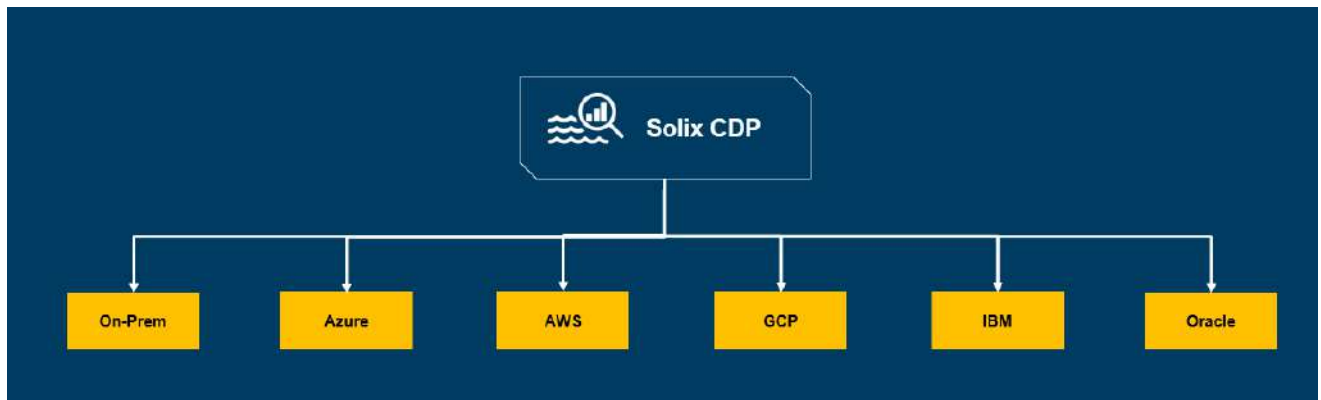 Solix CDP
On-Prem
Azure
AWS
GCP
IBM
Oracle